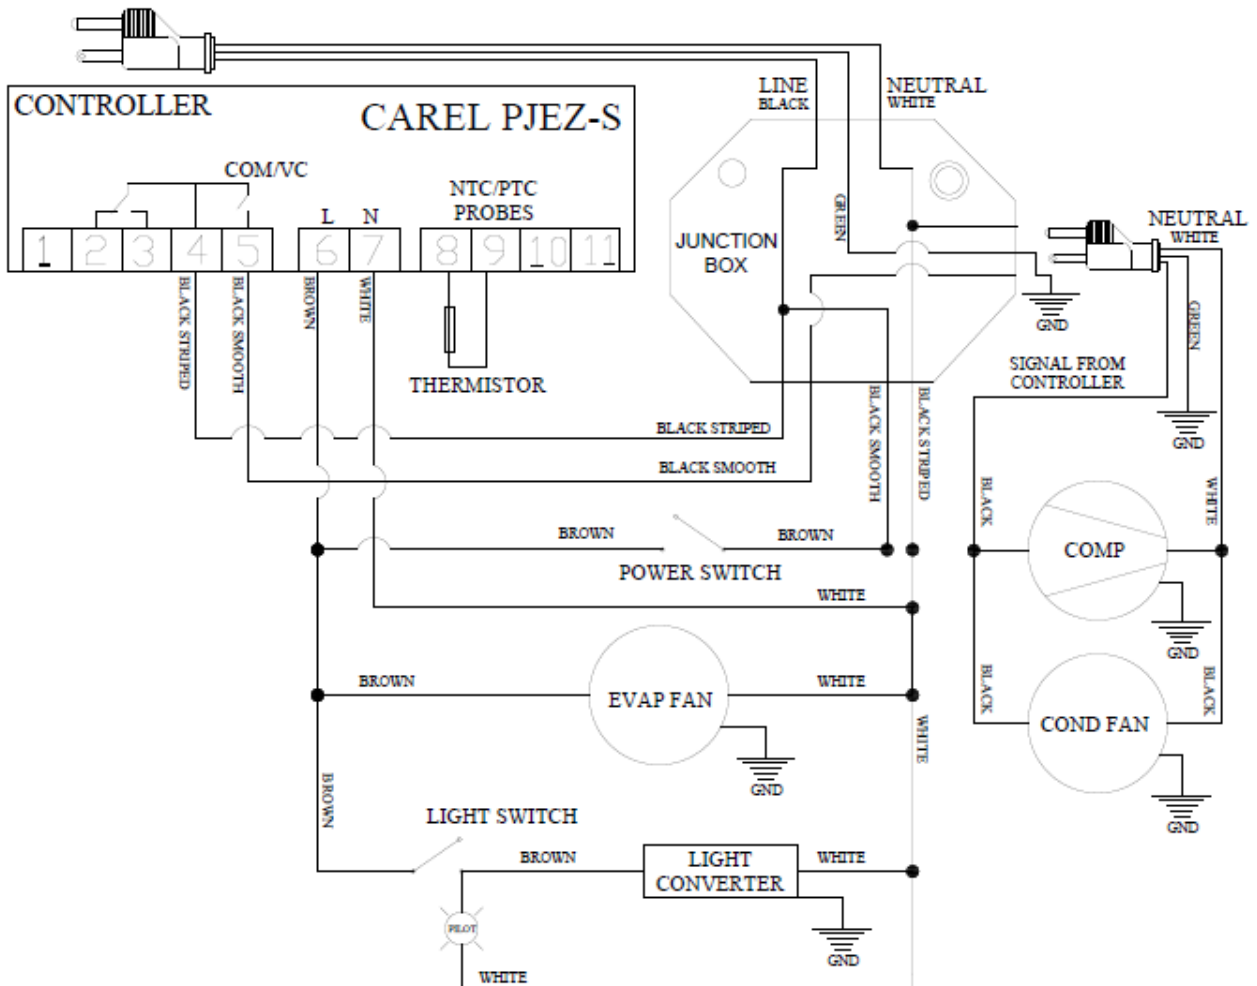 LINE
BLACK
NEUTRAL
WHITE
CONTROLLER
CAREL PJEZ-S
COM/VC
L
N
NTC/PTC
PROBES
1
2
3
4
5
6
7
8
9
10
11
GREEN
JUNCTION
BOX
NEUTRAL
WHITE
BLACK STRIPED
BLACK SMOOTH
BROWN
WHITE
THERMISTOR
GND
GREEN
SIGNAL FROM
CONTROLLER
GND
BLACK STRIPED
BLACK SMOOTH
BLACK SMOOTH
BLACK STRIPED
BLACK
WHITE
BROWN
BROWN
POWER SWITCH
COMP
WHITE
GND
BROWN
EVAP FAN
WHITE
WHITE
BLACK
BLACK
COND FAN
GND
GND
BROWN
LIGHT SWITCH
BROWN
LIGHT
CONVERTER
WHITE
PILOT
GND
WHITE